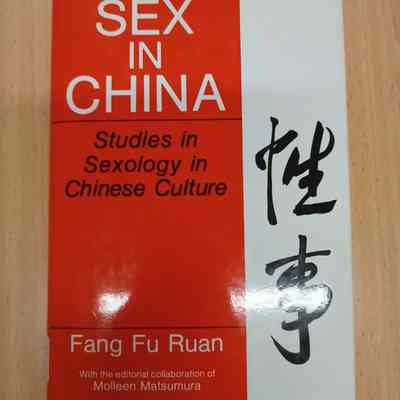 SEX
IN
CHINA
Studies in
Sexology in
Chinese Culture
性
事
Fang Fu Ruan
With the editorial collaboration of
Molleen Matsumura